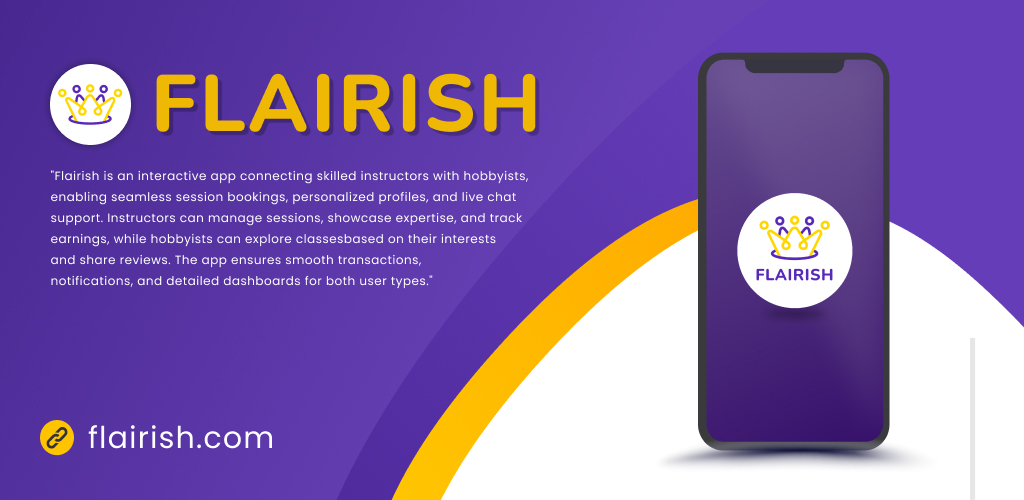 FLAIRISH
"Flairish is an interactive app connecting skilled instructors with hobbyists,
enabling seamless session bookings, personalized profiles, and live chat
support. Instructors can manage sessions, showcase expertise, and track
earnings, while hobbyists can explore classesbased on their interests
and share reviews. The app ensures smooth transactions,
notifications, and detailed dashboards for both user types."
FLAIRISH
flairish.com